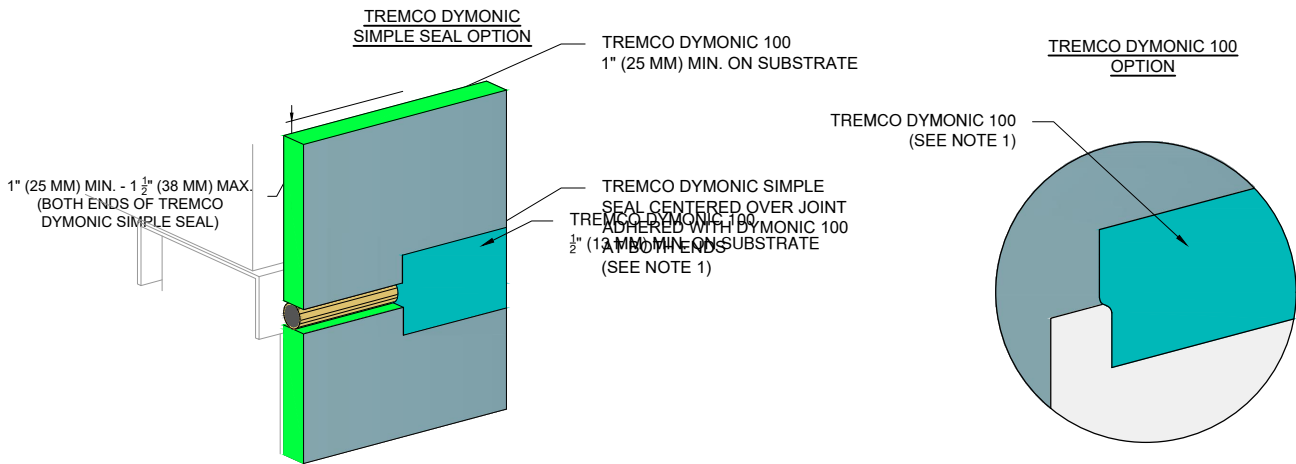 TREMCO DYMONIC
SIMPLE SEAL OPTION
TREMCO DYMONIC 100
1" (25 MM) MIN. ON SUBSTRATE
1" (25 MM) MIN. - 1 1/2" (38 MM) MAX.
(BOTH ENDS OF TREMCO
DYMONIC SIMPLE SEAL)
TREMCO DYMONIC SIMPLE
SEAL CENTERED OVER JOINT
ADHERED WITH DYMONIC 100
AT BOTH ENDS
(SEE NOTE 1)
TREMCO DYMONIC 100
1/2" (13 MM) MIN. ON SUBSTRATE
TREMCO DYMONIC 100
OPTION
TREMCO DYMONIC 100
(SEE NOTE 1)